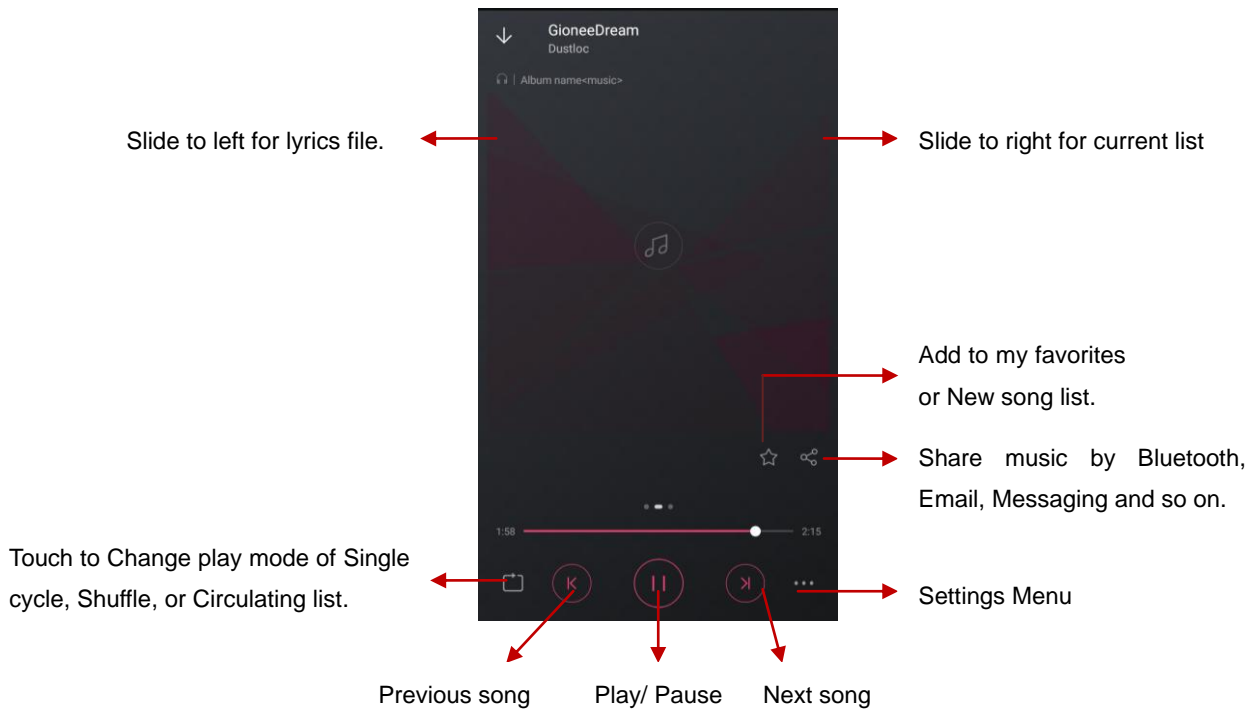 GioneeDream
Dustloc
Album name<music>
Slide to left for lyrics file.
Slide to right for current list
Add to my favorites
or New song list.
Share music by Bluetooth,
Email, Messaging and so on.
1:58
2:15
Touch to Change play mode of Single
cycle, Shuffle, or Circulating list.
Settings Menu
Previous song
Play/ Pause
Next song